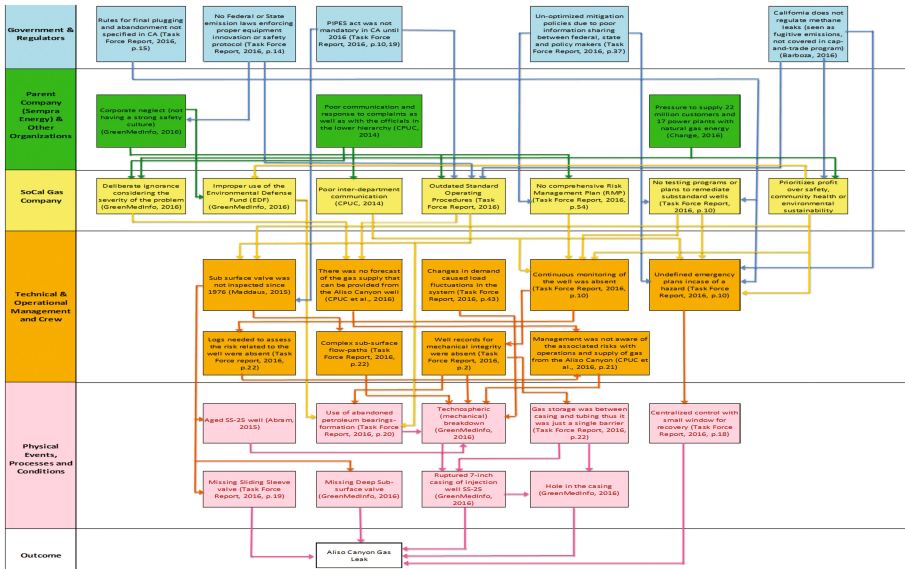 Government &
Regulators
Rules for final plugging
and abandonment not
specified in CA (Task
Force Report, 2016,
p.15)
No Federal or State
emission laws enforcing
proper equipment
innovation or safety
protocol (Task Force
Report, 2016, p.14)
PIPES act was not
mandatory in CA until
2016 (Task Force
Report, 2016, p.10,19)
Un-optimized mitigation
policies due to poor
information sharing
between federal, state
and policy makers (Task
Force Report, 2016, p.37)
California does not
regulate methane leaks
(seen as fugitive emissions,
not covered in cap-
and-trade program)
(Barboza, 2016)
Parent
Company
(Sempra
Energy) &
Other
Organizations
Corporate neglect (not
having a strong safety
culture)
(GreenMedInfo, 2016)
Poor communication and
response to complaints as
well as with the officials in
the lower hierarchy (CPUC,
2014)
Pressure to supply 22
million customers and
17 power plants with
natural gas energy
(Change, 2016)
SoCal Gas
Company
Deliberate ignorance
considering the
severity of the problem
(GreenMedInfo, 2016)
Improper use of the
Environmental Defense
Fund (EDF)
(GreenMedInfo, 2016)
Poor inter-department
communication
(CPUC, 2014)
Outdated Standard
Operating
Procedures (Task
Force Report, 2016)
No comprehensive Risk
Management Plan (RMP)
(Task Force Report, 2016,
p.54)
No testing programs or
plans to remediate
substandard wells
(Task Force Report,
2016, p.10)
Prioritizes profit
over safety,
community health or
environmental
sustainability
Technical &
Operational
Management
and Crew
Sub surface valve was
not inspected since
1976 (Maddaus, 2015)
There was no forecast of
the gas supply that can be
provided from the
Aliso Canyon well
(CPUC et al., 2016)
Changes in demand
caused load
fluctuations in the
system (Task Force
Report, 2016, p.63)
Continuous monitoring of
the well was absent
(Task Force Report, 2016,
p.10)
Undefined emergency
plans incase of a
hazard (Task Force
Report, 2016, p.10)
Logs needed to assess
the risk related to the
well were absent (Task
Force report, 2016,
p.22)
Complex sub-surface
flow-paths (Task
Force Report, 2016,
p.22)
Well records for
mechanical integrity
were absent (Task
Force Report, 2016,
p.2)
Management was not aware of
the associated risks with
operations and supply of gas
from the Aliso Canyon (CPUC et
al., 2016, p.21)
Physical
Events,
Processes and
Conditions
Aged SS-25 well (Abram,
2015)
Use of abandoned
petroleum bearings-
formation (Task Force
Report, 2016, p.20)
Technospheric
(mechanical)
breakdown
(GreenMedInfo,
2016)
Gas storage was between
casing and tubing thus it was
just a single barrier
(Task Force Report, 2016,
p.22)
Centralized control with
small window for
recovery (Task Force
Report, 2016, p.18)
Missing Sliding Sleeve
valve (Task Force
Report, 2016, p.19)
Missing Deep Sub-
surface valve
(GreenMedInfo, 2016)
Ruptured 7-inch
casing of injection
well SS-25
(GreenMedInfo,
2016)
Hole in the casing
(GreenMedInfo, 2016)
Outcome
Aliso Canyon Gas
Leak